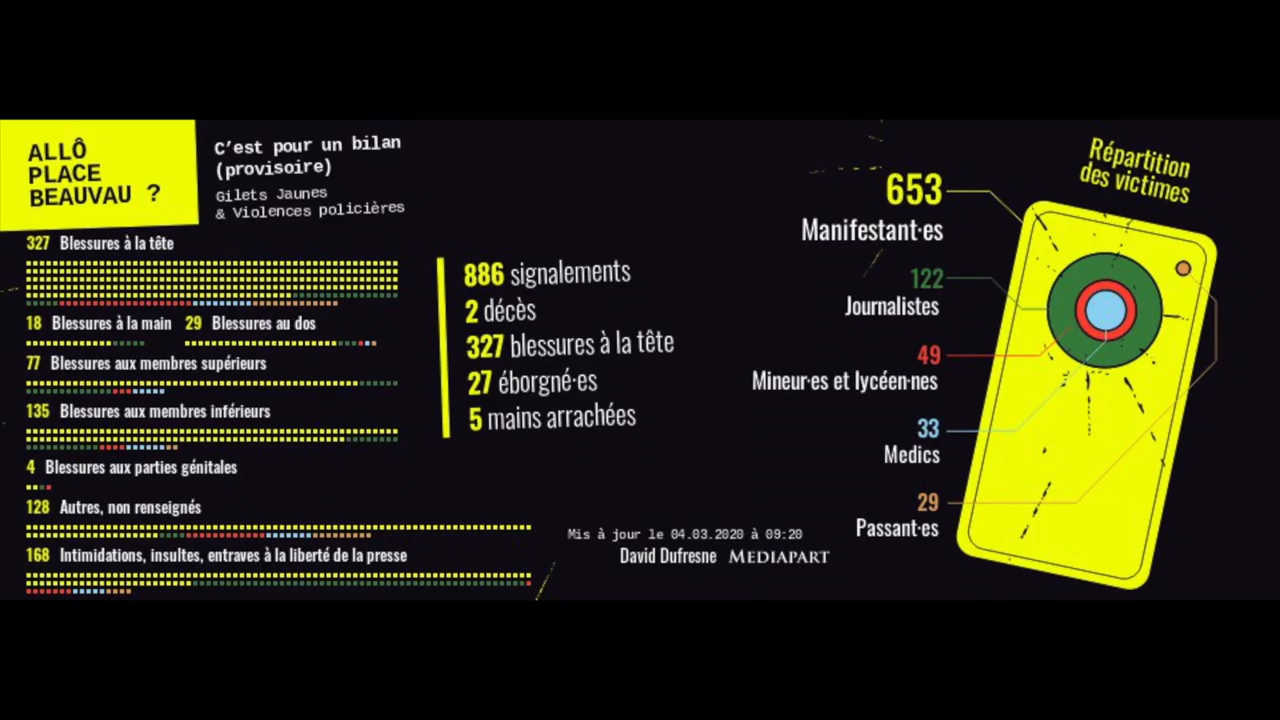 ALLÔ
PLACE
BEAUVAU ?
C'est pour un bilan
(provisoire)
Gilets Jaunes
& Violences policières
327 Blessures à la tête
18 Blessures à la main 29 Blessures au dos
77 Blessures aux membres supérieurs
135 Blessures aux membres inférieurs
4 Blessures aux parties génitales
128 Autres, non renseignés
168 Intimidations, insultes, entraves à la liberté de la presse
886 signalements
2 décès
327 blessures à la tête
27 éborgné·es
5 mains arrachées
Mis à jour le 04.03.2020 à 09:20
David Dufresne MEDIAPART
Répartition
des victimes
653
Manifestant·es
122
Journalistes
49
Mineur·es et lycéen·nes
33
Medics
29
Passant·es